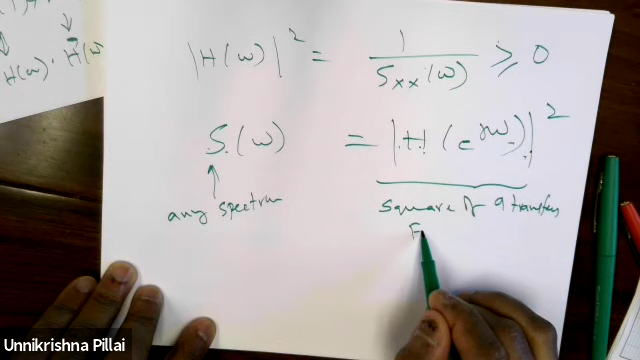 H(ω) · H(ω
|H(ω)|² = 1 / Sxx(ω) ≥ 0
S(ω) = |H(e^jω)|²
any spectrum
square of a transfer
F
Unnikrishna Pillai